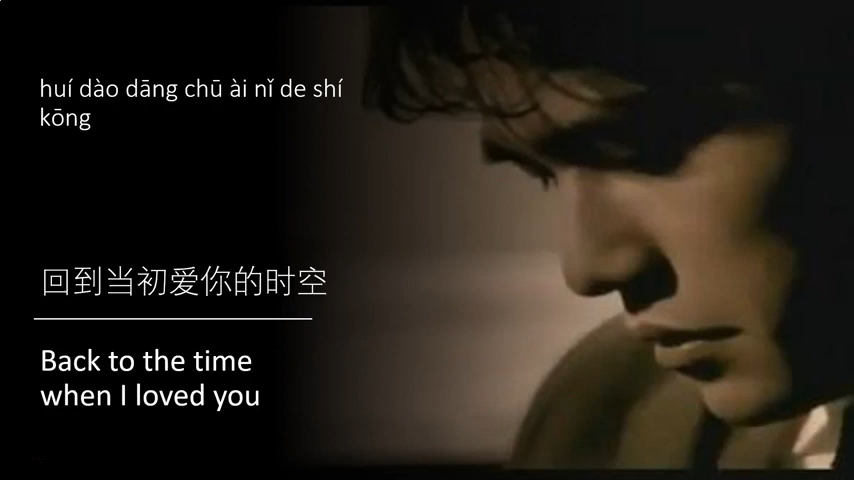 huí dào dāng chū ài nǐ de shí
kōng
回到当初爱你的时空
Back to the time
when I loved you